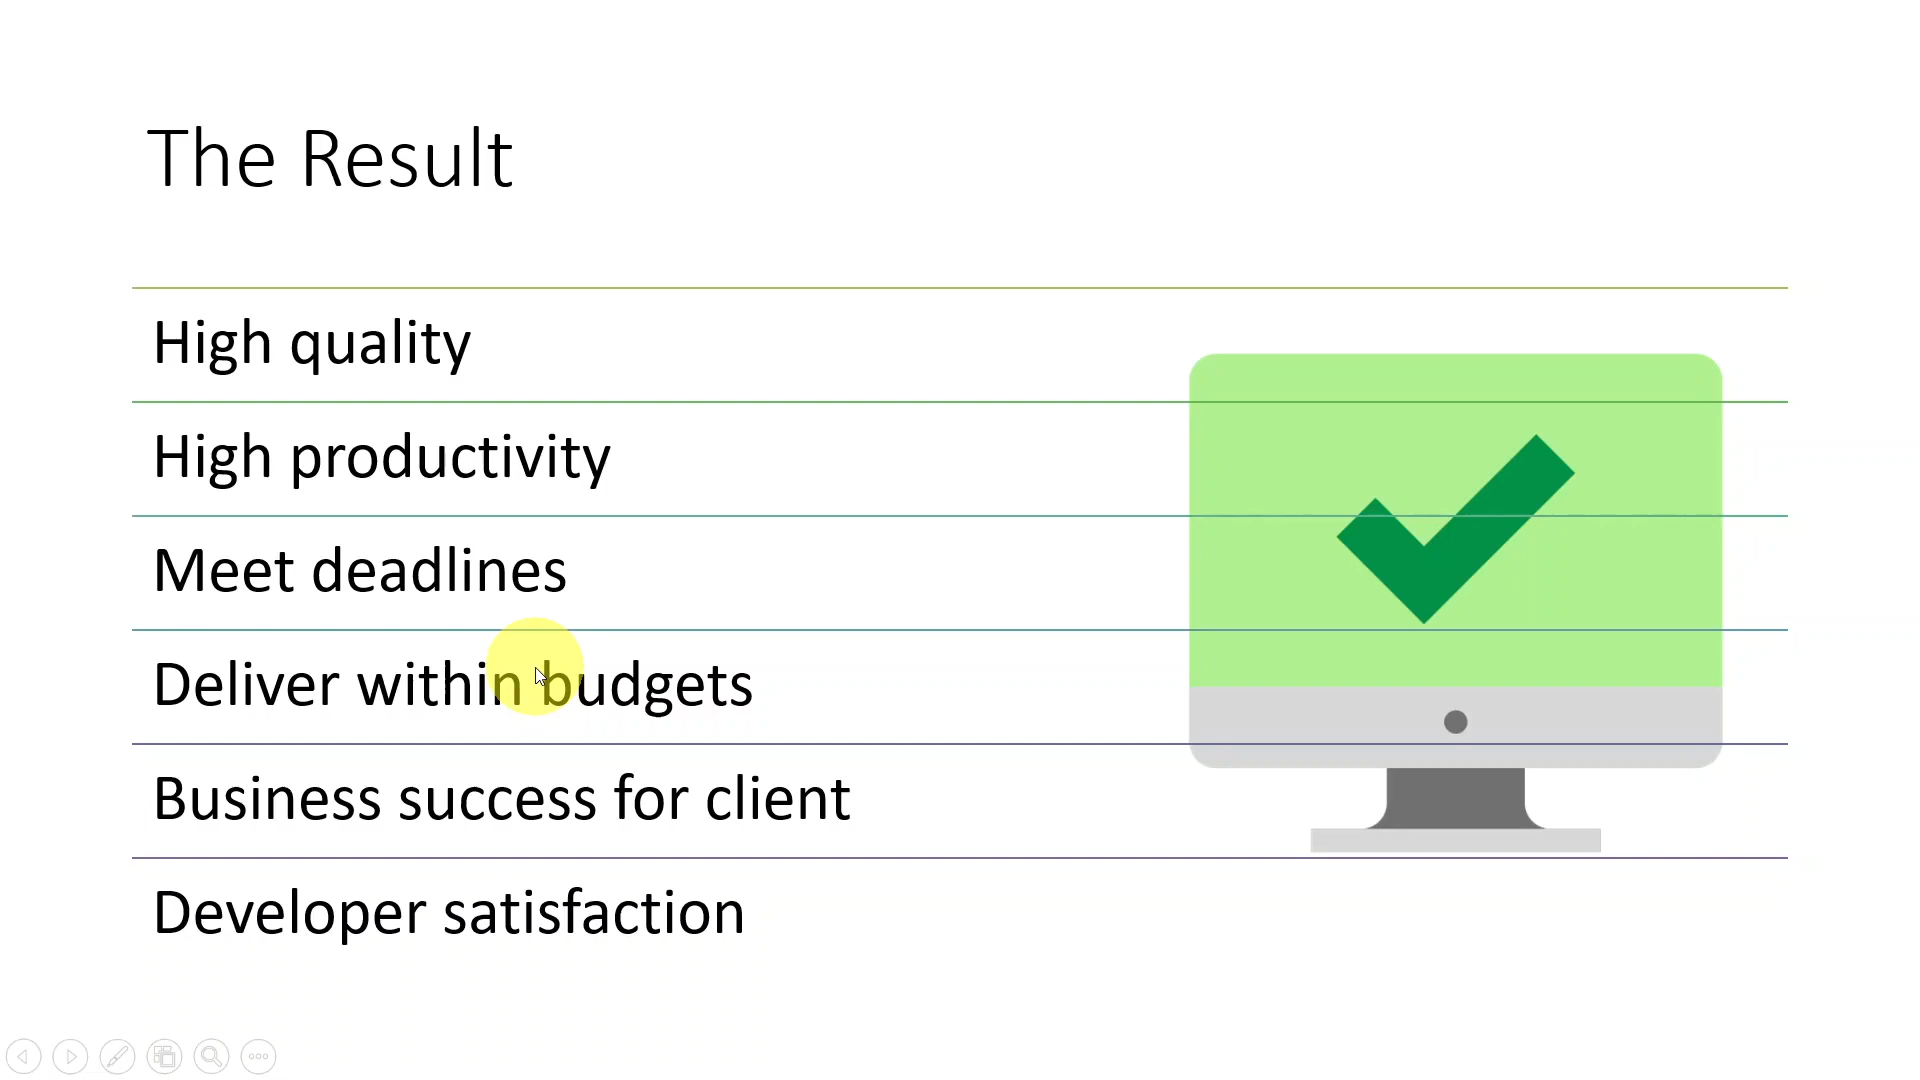 The Result
High quality
High productivity
Meet deadlines
Deliver within budgets
Business success for client
Developer satisfaction